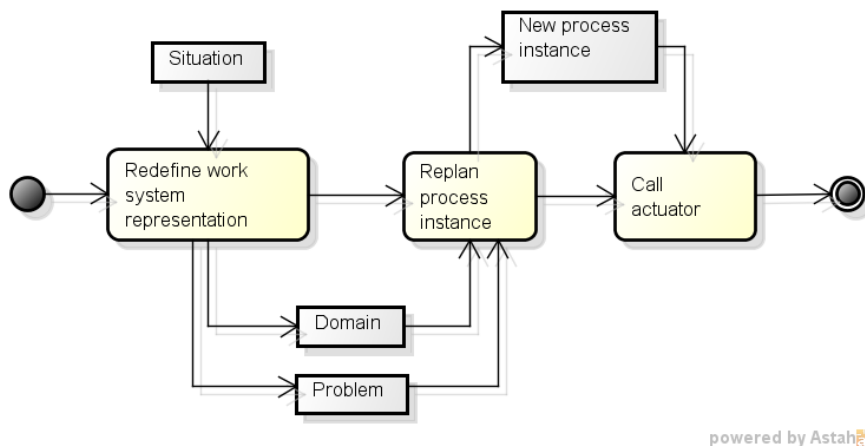 New process
instance
Situation
Redefine work
system
representation
Replan
process
instance
Call
actuator
Domain
Problem
powered by Astah